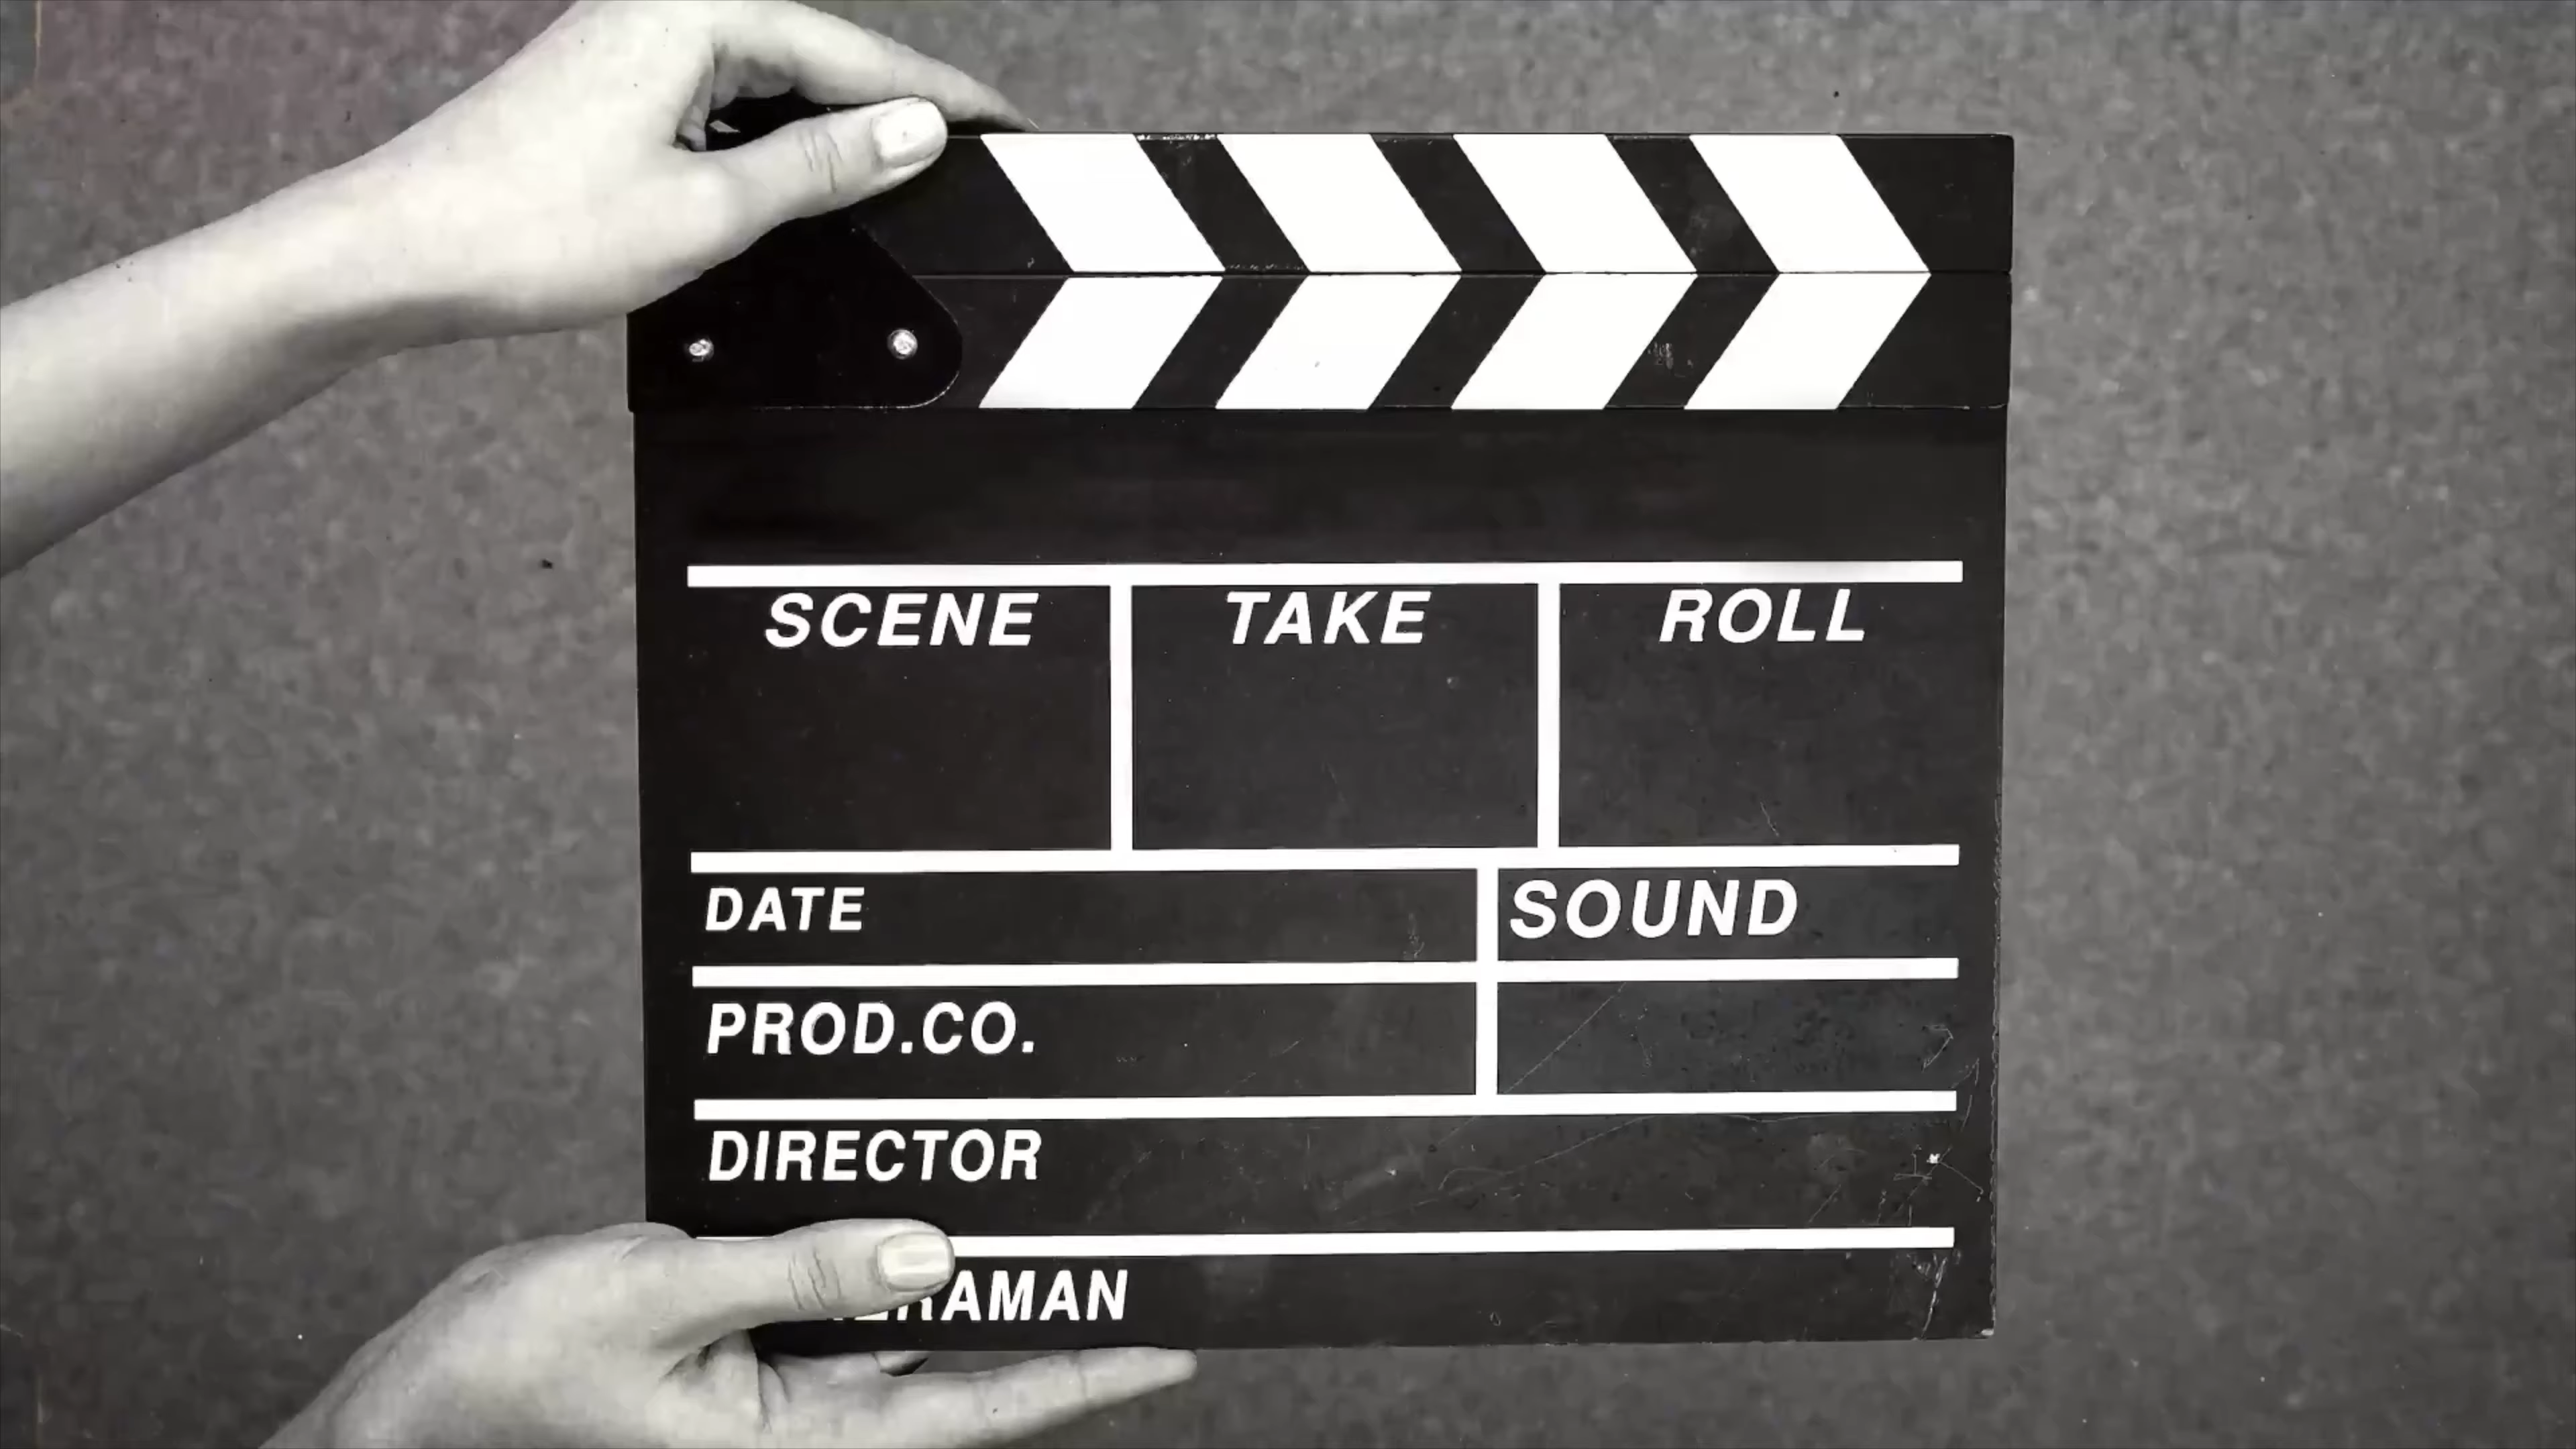 SCENE TAKE ROLL
DATE SOUND
PROD.CO.
DIRECTOR